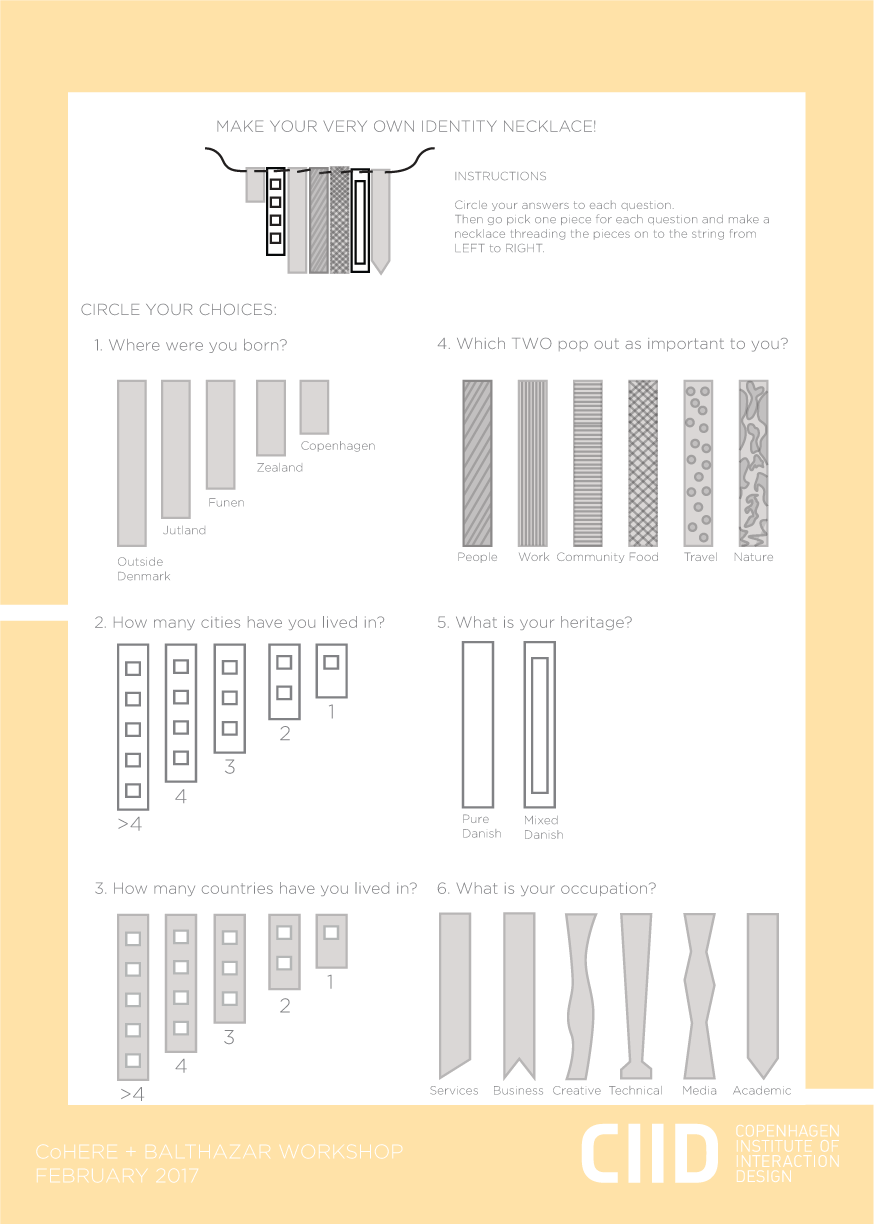 MAKE YOUR VERY OWN IDENTITY NECKLACE!
INSTRUCTIONS
Circle your answers to each question.
Then go pick one piece for each question and make a
necklace threading the pieces on to the string from
LEFT to RIGHT.
CIRCLE YOUR CHOICES:
1. Where were you born?
Copenhagen
Zealand
Funen
Jutland
Outside
Denmark
2. How many cities have you lived in?
1
2
3
4
>4
3. How many countries have you lived in?
1
2
3
4
>4
4. Which TWO pop out as important to you?
People Work Community Food Travel Nature
5. What is your heritage?
Pure
Danish
Mixed
Danish
6. What is your occupation?
Services Business Creative Technical Media Academic
CoHERE + BALTHAZAR WORKSHOP
FEBRUARY 2017
CIID
COPENHAGEN
INSTITUTE OF
INTERACTION
DESIGN